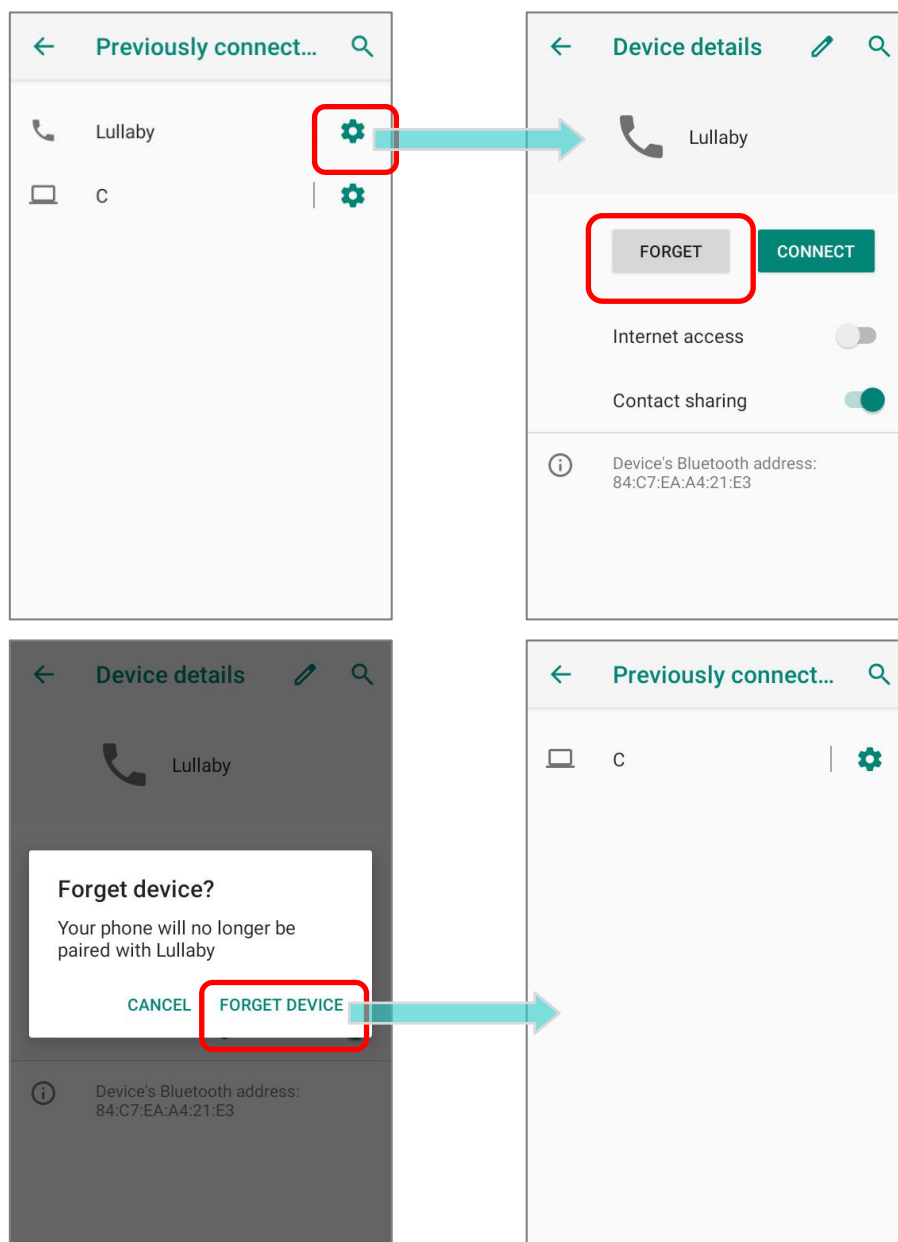 Previously connect...
Lullaby
C
Device details
Lullaby
FORGET
CONNECT
Internet access
Contact sharing
Device's Bluetooth address:
84:C7:EA:A4:21:E3
Device details
Lullaby
Forget device?
Your phone will no longer be
paired with Lullaby
CANCEL
FORGET DEVICE
Device's Bluetooth address:
84:C7:EA:A4:21:E3
Previously connect...
C